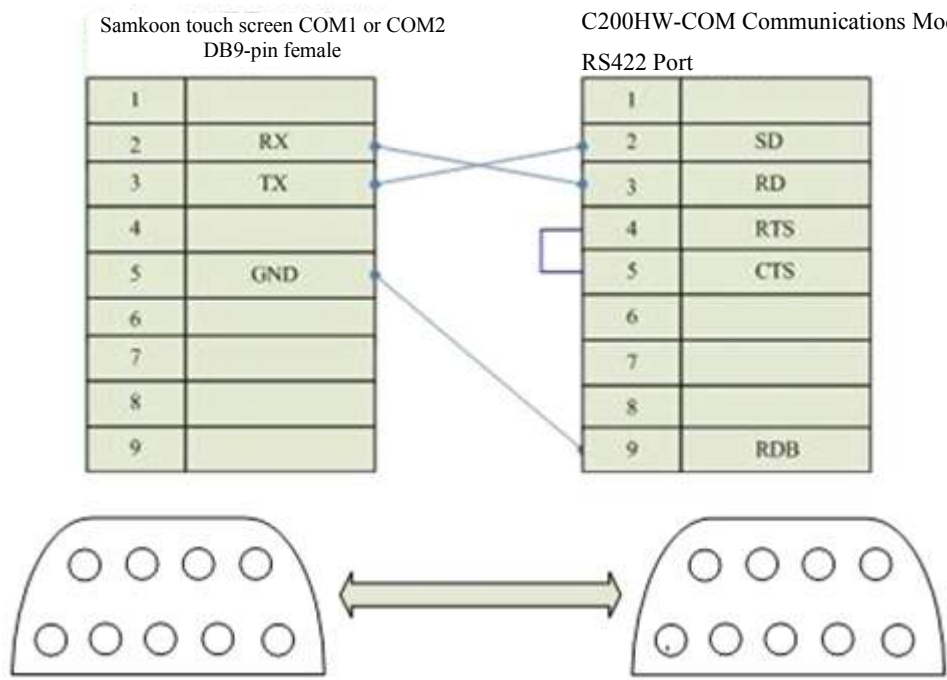 Samkoon touch screen COM1 or COM2
DB9-pin female
C200HW-COM Communications Mod
RS422 Port
1
2 RX
3 TX
4
5 GND
6
7
8
9
1
2 SD
3 RD
4 RTS
5 CTS
6
7
8
9 RDB